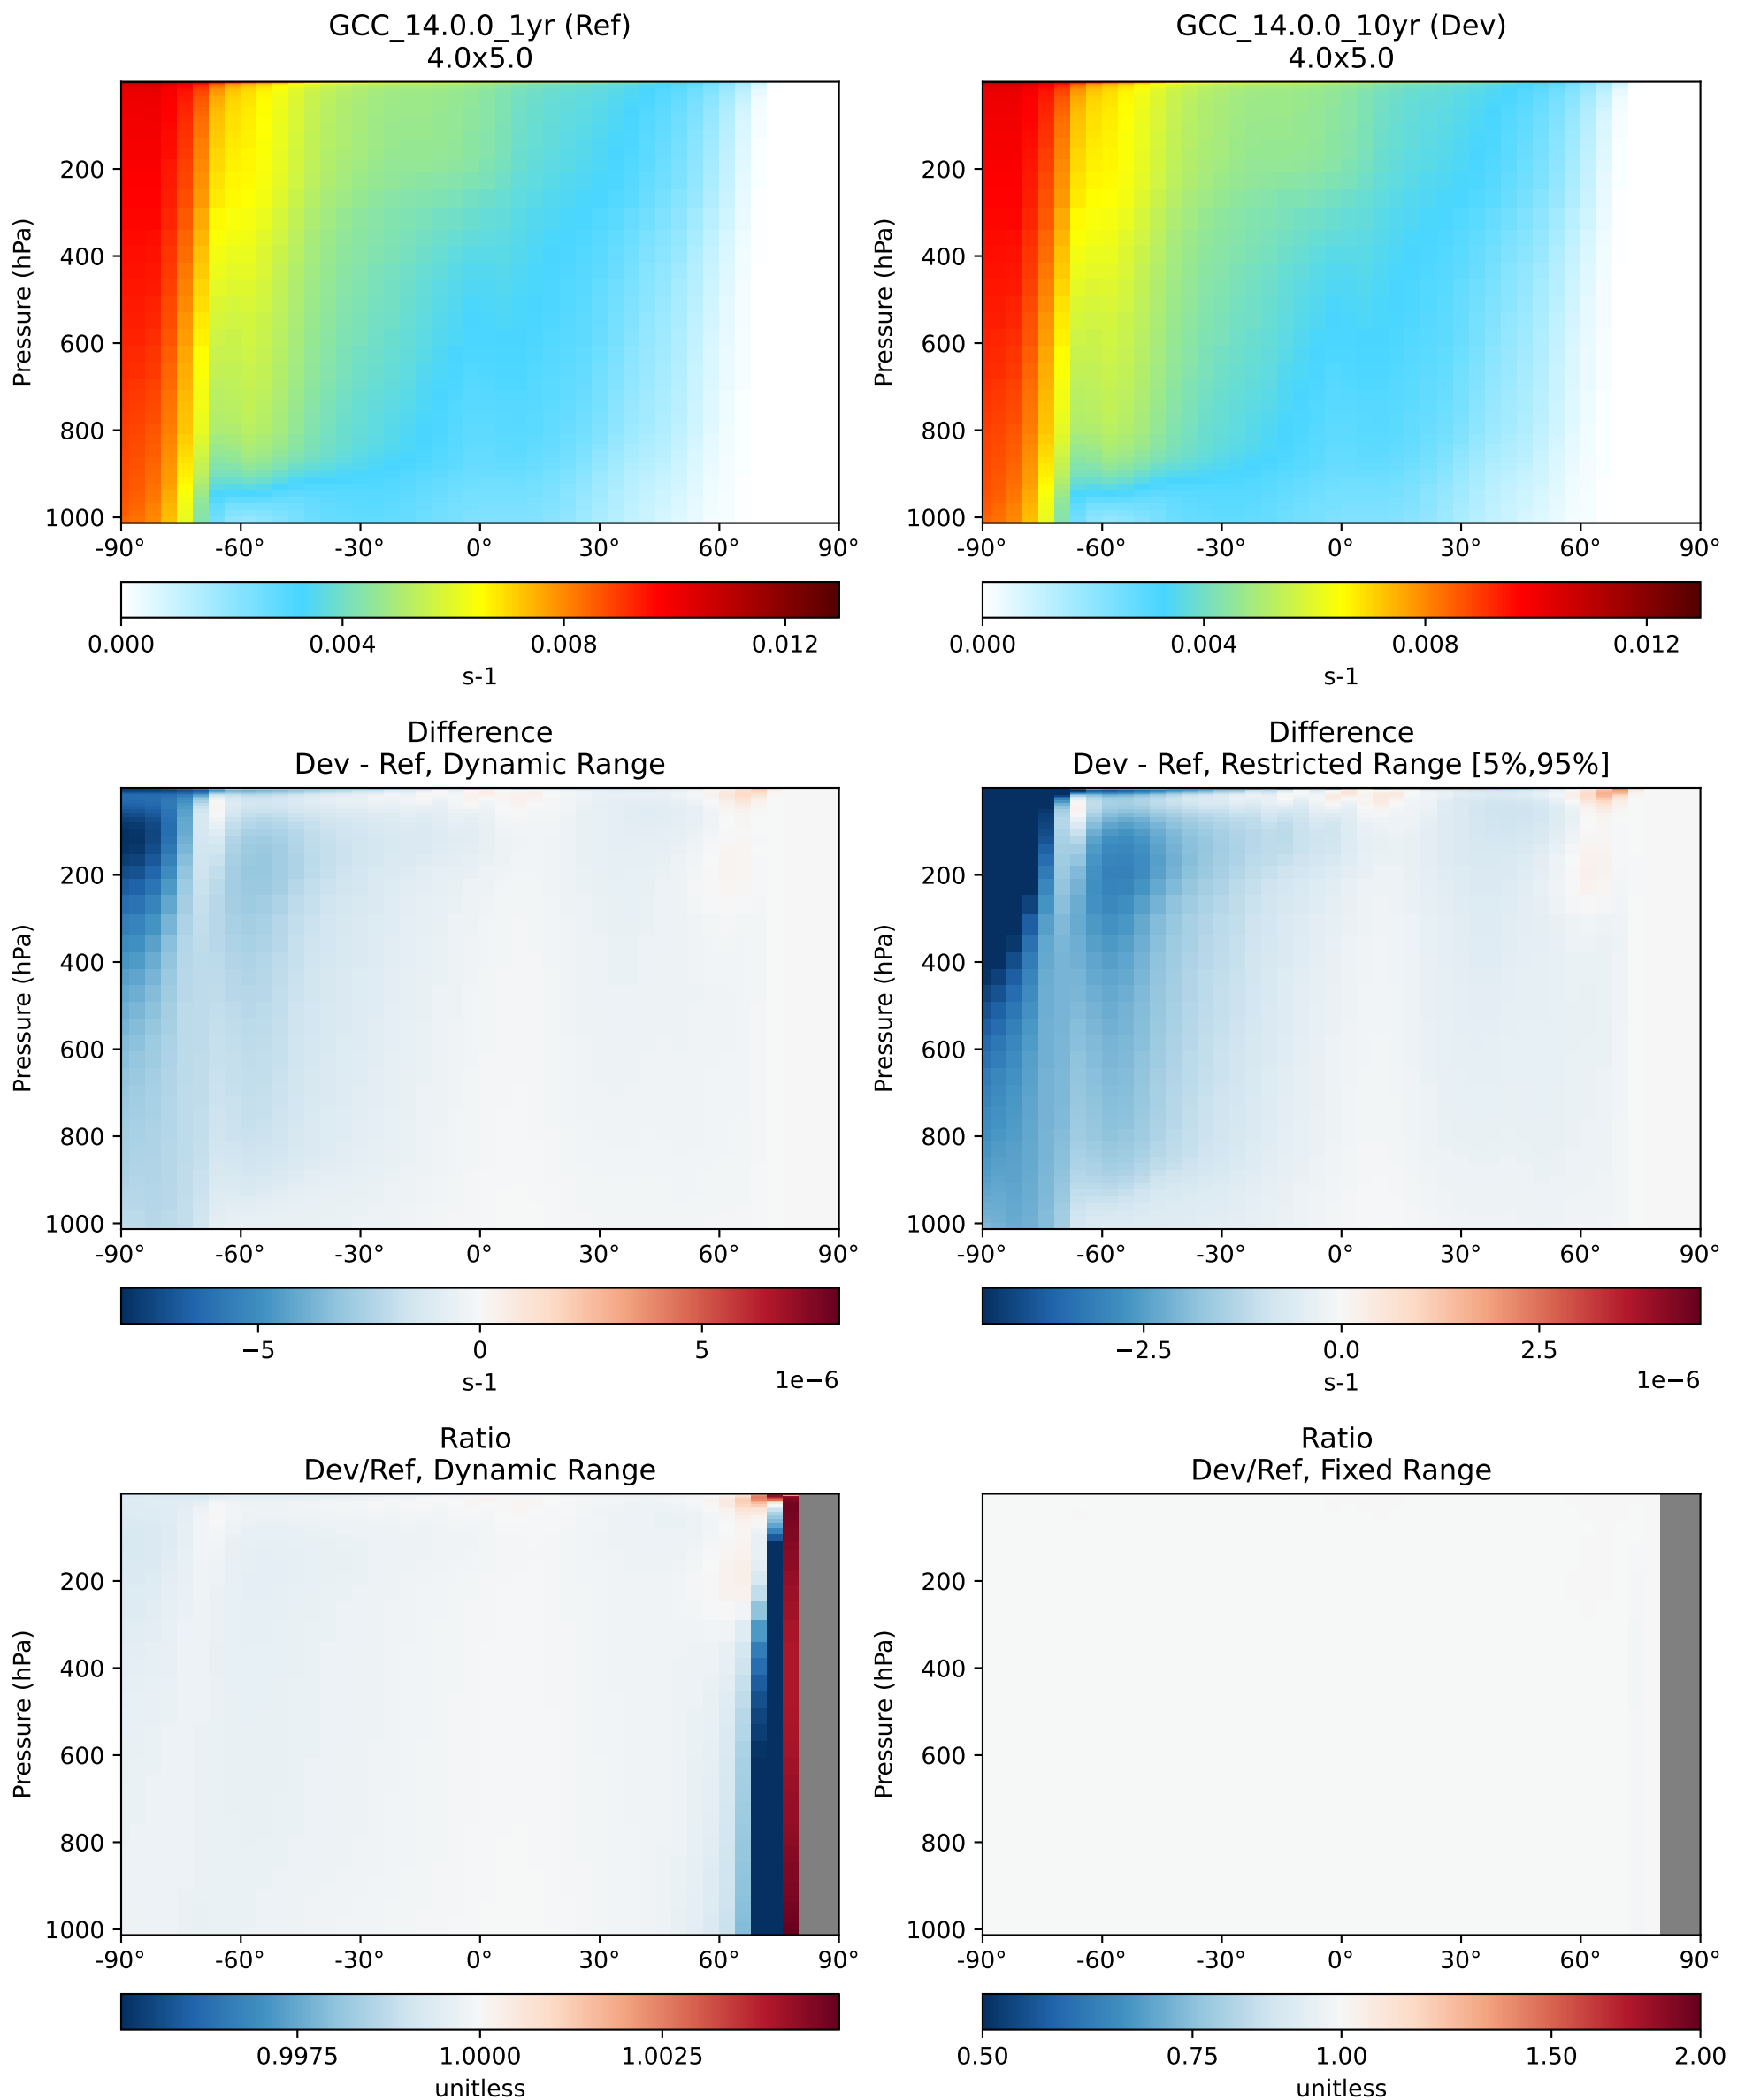 GCC_14.0.0_1yr (Ref)
4.0x5.0
GCC_14.0.0_10yr (Dev)
4.0x5.0
Pressure (hPa)
200
400
600
800
1000
-90° -60° -30° 0° 30° 60° 90°
0.000 0.004 0.008 0.012
s-1
Pressure (hPa)
200
400
600
800
1000
-90° -60° -30° 0° 30° 60° 90°
0.000 0.004 0.008 0.012
s-1
Difference
Dev - Ref, Dynamic Range
Pressure (hPa)
200
400
600
800
1000
-90° -60° -30° 0° 30° 60° 90°
−5 0 5
s-1
1e−6
Difference
Dev - Ref, Restricted Range [5%,95%]
Pressure (hPa)
200
400
600
800
1000
-90° -60° -30° 0° 30° 60° 90°
−2.5 0.0 2.5
s-1
1e−6
Ratio
Dev/Ref, Dynamic Range
Pressure (hPa)
200
400
600
800
1000
-90° -60° -30° 0° 30° 60° 90°
0.9975 1.0000 1.0025
unitless
Ratio
Dev/Ref, Fixed Range
Pressure (hPa)
200
400
600
800
1000
-90° -60° -30° 0° 30° 60° 90°
0.50 0.75 1.00 1.50 2.00
unitless